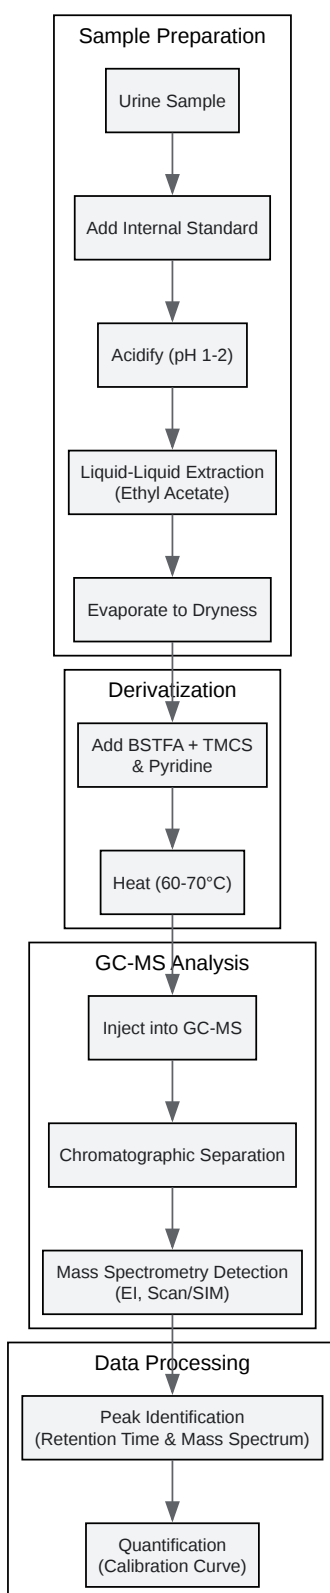 Sample Preparation
Urine Sample
Add Internal Standard
Acidify (pH 1-2)
Liquid-Liquid Extraction
(Ethyl Acetate)
Evaporate to Dryness
Derivatization
Add BSTFA + TMCS
& Pyridine
Heat (60-70°C)
GC-MS Analysis
Inject into GC-MS
Chromatographic Separation
Mass Spectrometry Detection
(EI, Scan/SIM)
Data Processing
Peak Identification
(Retention Time & Mass Spectrum)
Quantification
(Calibration Curve)